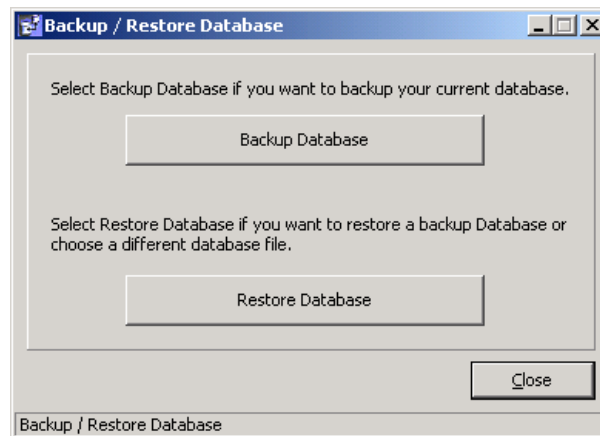 Backup / Restore Database
Select Backup Database if you want to backup your current database.
Backup Database
Select Restore Database if you want to restore a backup Database or
choose a different database file.
Restore Database
Close
Backup / Restore Database